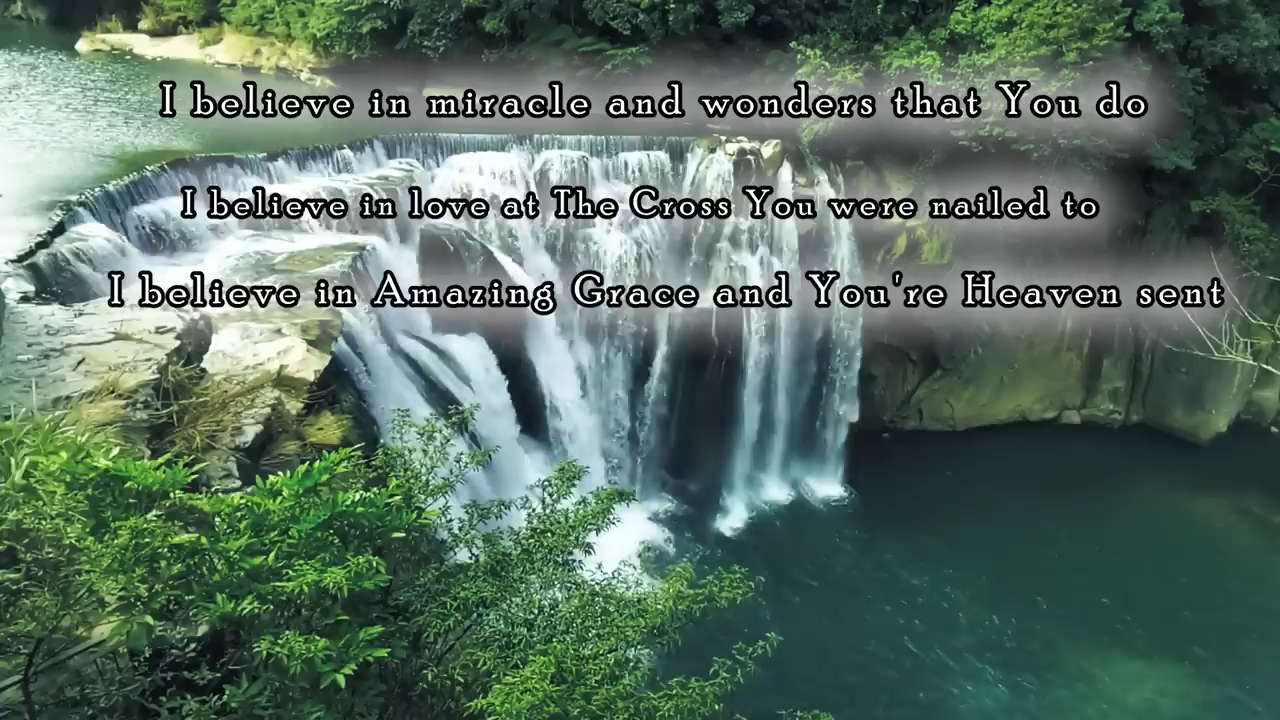 I believe in miracle and wonders that You do
I believe in love at The Cross You were nailed to
I believe in Amazing Grace and You're Heaven sent